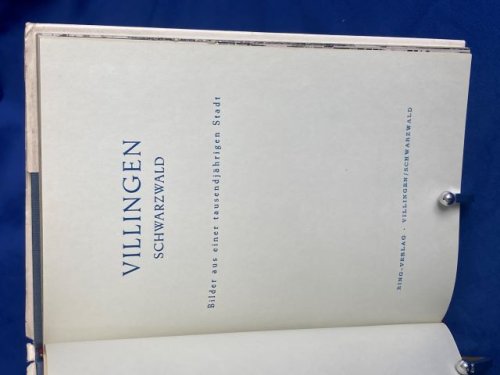 VILLINGEN
SCHWARZWALD
Bilder aus einer tausendjährigen Stadt
RING-VERLAG · VILLINGEN/SCHWARZWALD